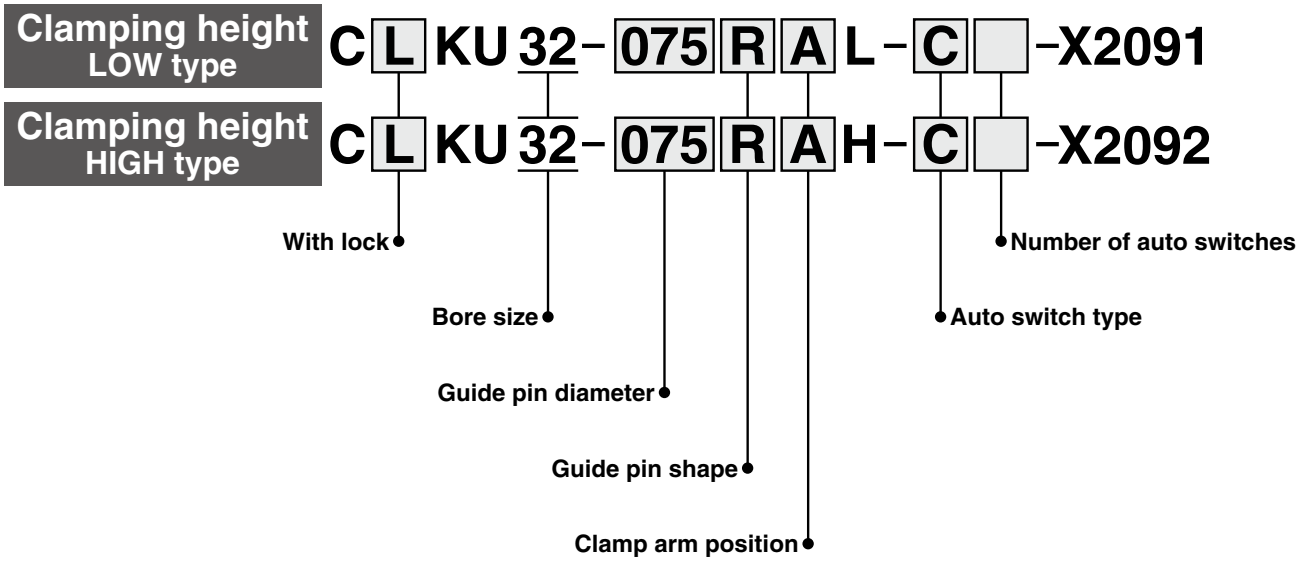 Clamping height
LOW type
CLKU32-075RAL-C -X2091
Clamping height
HIGH type
CLKU32-075RAH-C -X2092
With lock
Number of auto switches
Bore size
Auto switch type
Guide pin diameter
Guide pin shape
Clamp arm position